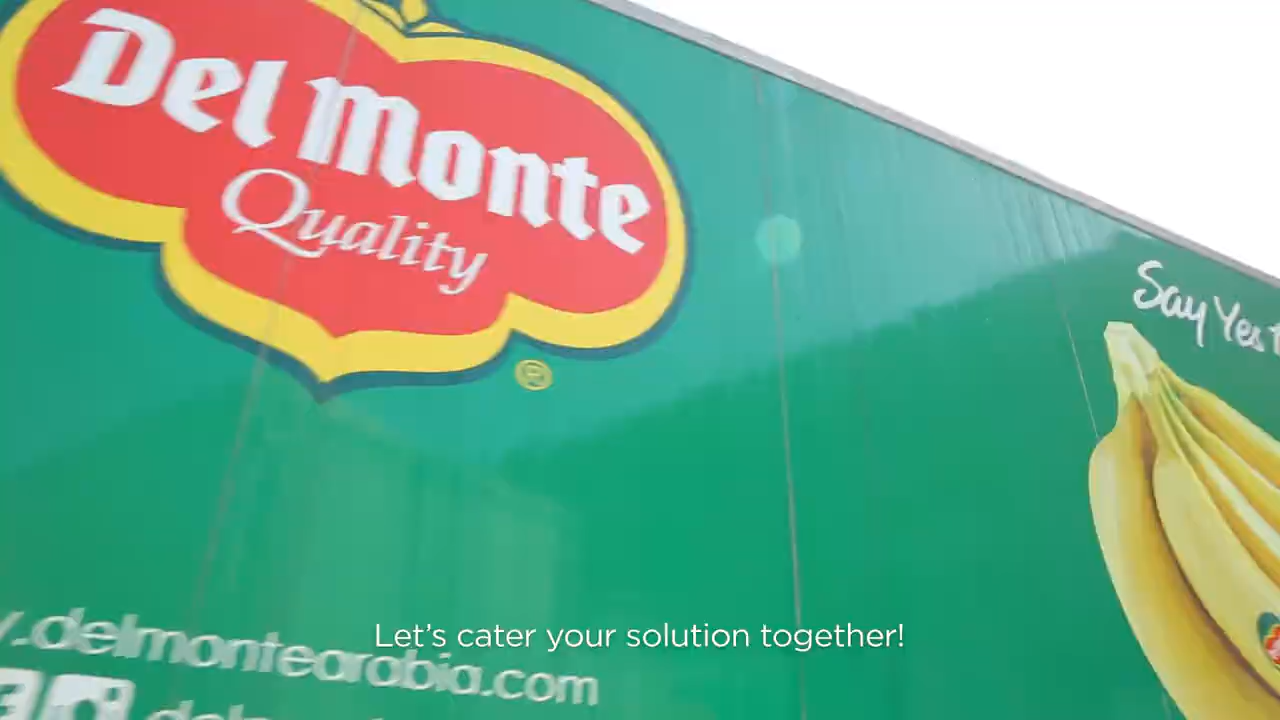 Del Monte
Quality
®
Say Yes
.delmontearabia.com
Let's cater your solution together!